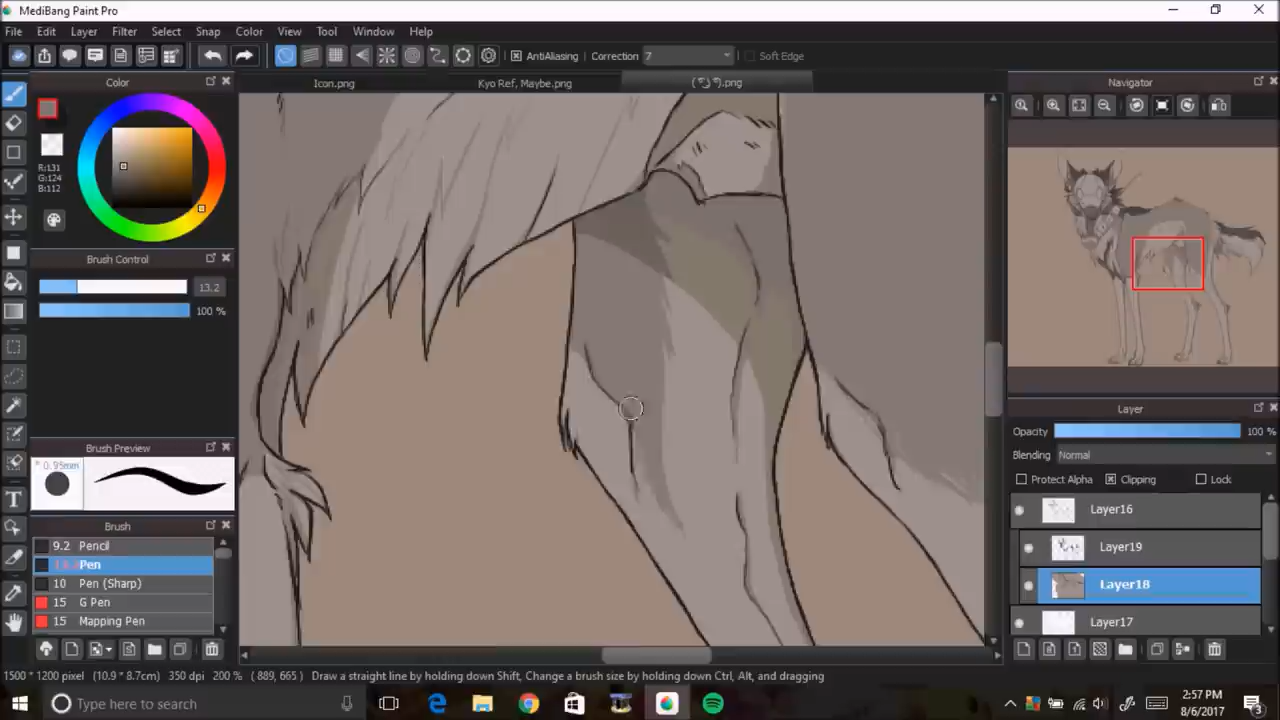 MediBang Paint Pro
File Edit Layer Filter Select Snap Color View Tool Window Help
AntiAliasing Correction 7 Soft Edge
Color
Icon.png Kyo Ref, Maybe.png
Navigator
R:131
G:124
B:112
Brush Control
13.2
100 %
Brush Preview
0.95mm
Brush
9.2 Pencil
Pen
10 Pen (Sharp)
15 G Pen
15 Mapping Pen
Layer
Opacity 100 %
Blending Normal
Protect Alpha Clipping Lock
Layer16
Layer19
Layer18
Layer17
1500 * 1200 pixel (10.9 * 8.7cm) 350 dpi 200 % ( 889, 665 ) Draw a straight line by holding down Shift, Change a brush size by holding down Ctrl, Alt, and dragging
Type here to search
2:57 PM
8/6/2017